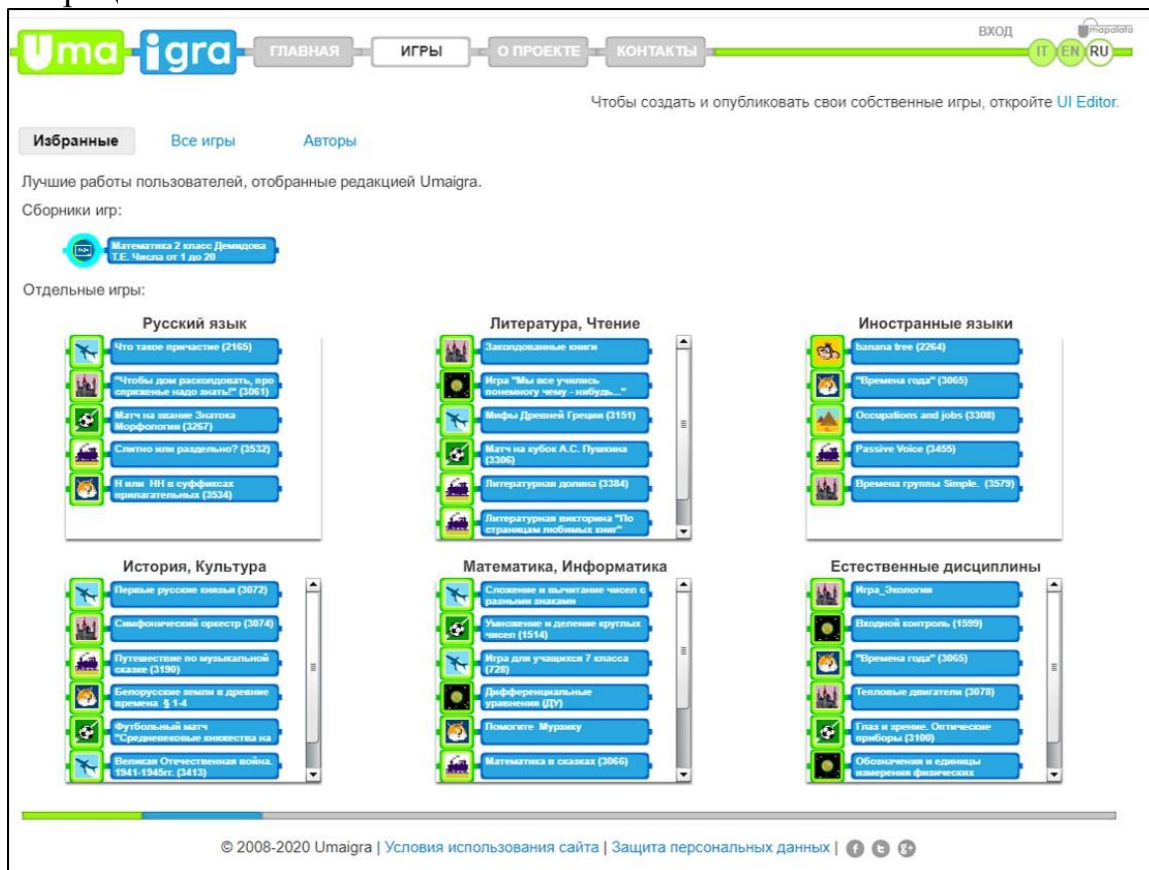 Uma igra ГЛАВНАЯ ИГРЫ О ПРОЕКТЕ КОНТАКТЫ ВХОД mapalata
IT EN RU
Чтобы создать и опубликовать свои собственные игры, откройте UI Editor.
Избранные Все игры Авторы
Лучшие работы пользователей, отобранные редакцией Umaigra.
Сборники игр:
Математика 2 класс Демидова
Т.Е. Числа от 1 до 20
Отдельные игры:
Русский язык
Что такое причастие (2165)
"Чтобы дом расколдовать, про
спряженье надо знать!" (3061)
Матч на звание Знатока
Морфологии (3267)
Слитно или раздельно? (3532)
Н или НН в суффиксах
прилагательных (3534)
Литература, Чтение
Заколдованные книги
Игра "Мы все учились
понемногу чему - нибудь..."
Мифы Древней Греции (3151)
Матч на кубок А.С. Пушкина
(3306)
Литературная долина (3384)
Литературная викторина "По
страницам любимых книг"
Иностранные языки
banana tree (2264)
"Времена года" (3065)
Occupations and jobs (3308)
Passive Voice (3455)
Времена группы Simple. (3579)
История, Культура
Первые русские князья (3072)
Симфонический оркестр (3074)
Путешествие по музыкальной
сказке (3190)
Белорусские земли в древние
времена § 1-4
Футбольный матч
"Средневековые княжества на
Великая Отечественная война.
1941-1945гг. (3413)
Математика, Информатика
Сложение и вычитание чисел с
разными знаками
Умножение и деление круглых
чисел (1514)
Игра для учащихся 7 класса
(728)
Дифференциальные
уравнения (ДУ)
Помогите Мурзику
Математика в сказках (3066)
Естественные дисциплины
Игра_Экология
Входной контроль (1599)
"Времена года" (3065)
Тепловые двигатели (3078)
Глаз и зрение. Оптические
приборы (3100)
Обозначения и единицы
измерения физических
© 2008-2020 Umaigra | Условия использования сайта | Защита персональных данных |